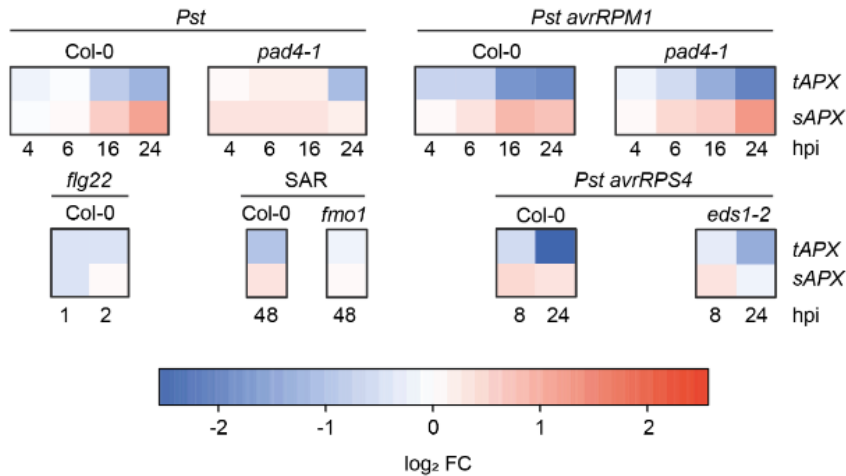 Pst Pst avrRPM1
Col-0 pad4-1 Col-0 pad4-1
tAPX
sAPX
4 6 16 24 4 6 16 24 4 6 16 24 4 6 16 24 hpi
flg22 SAR Pst avrRPS4
Col-0 Col-0 fmo1 Col-0 eds1-2
tAPX
sAPX
1 2 48 48 8 24 8 24 hpi
-2 -1 0 1 2
log₂ FC